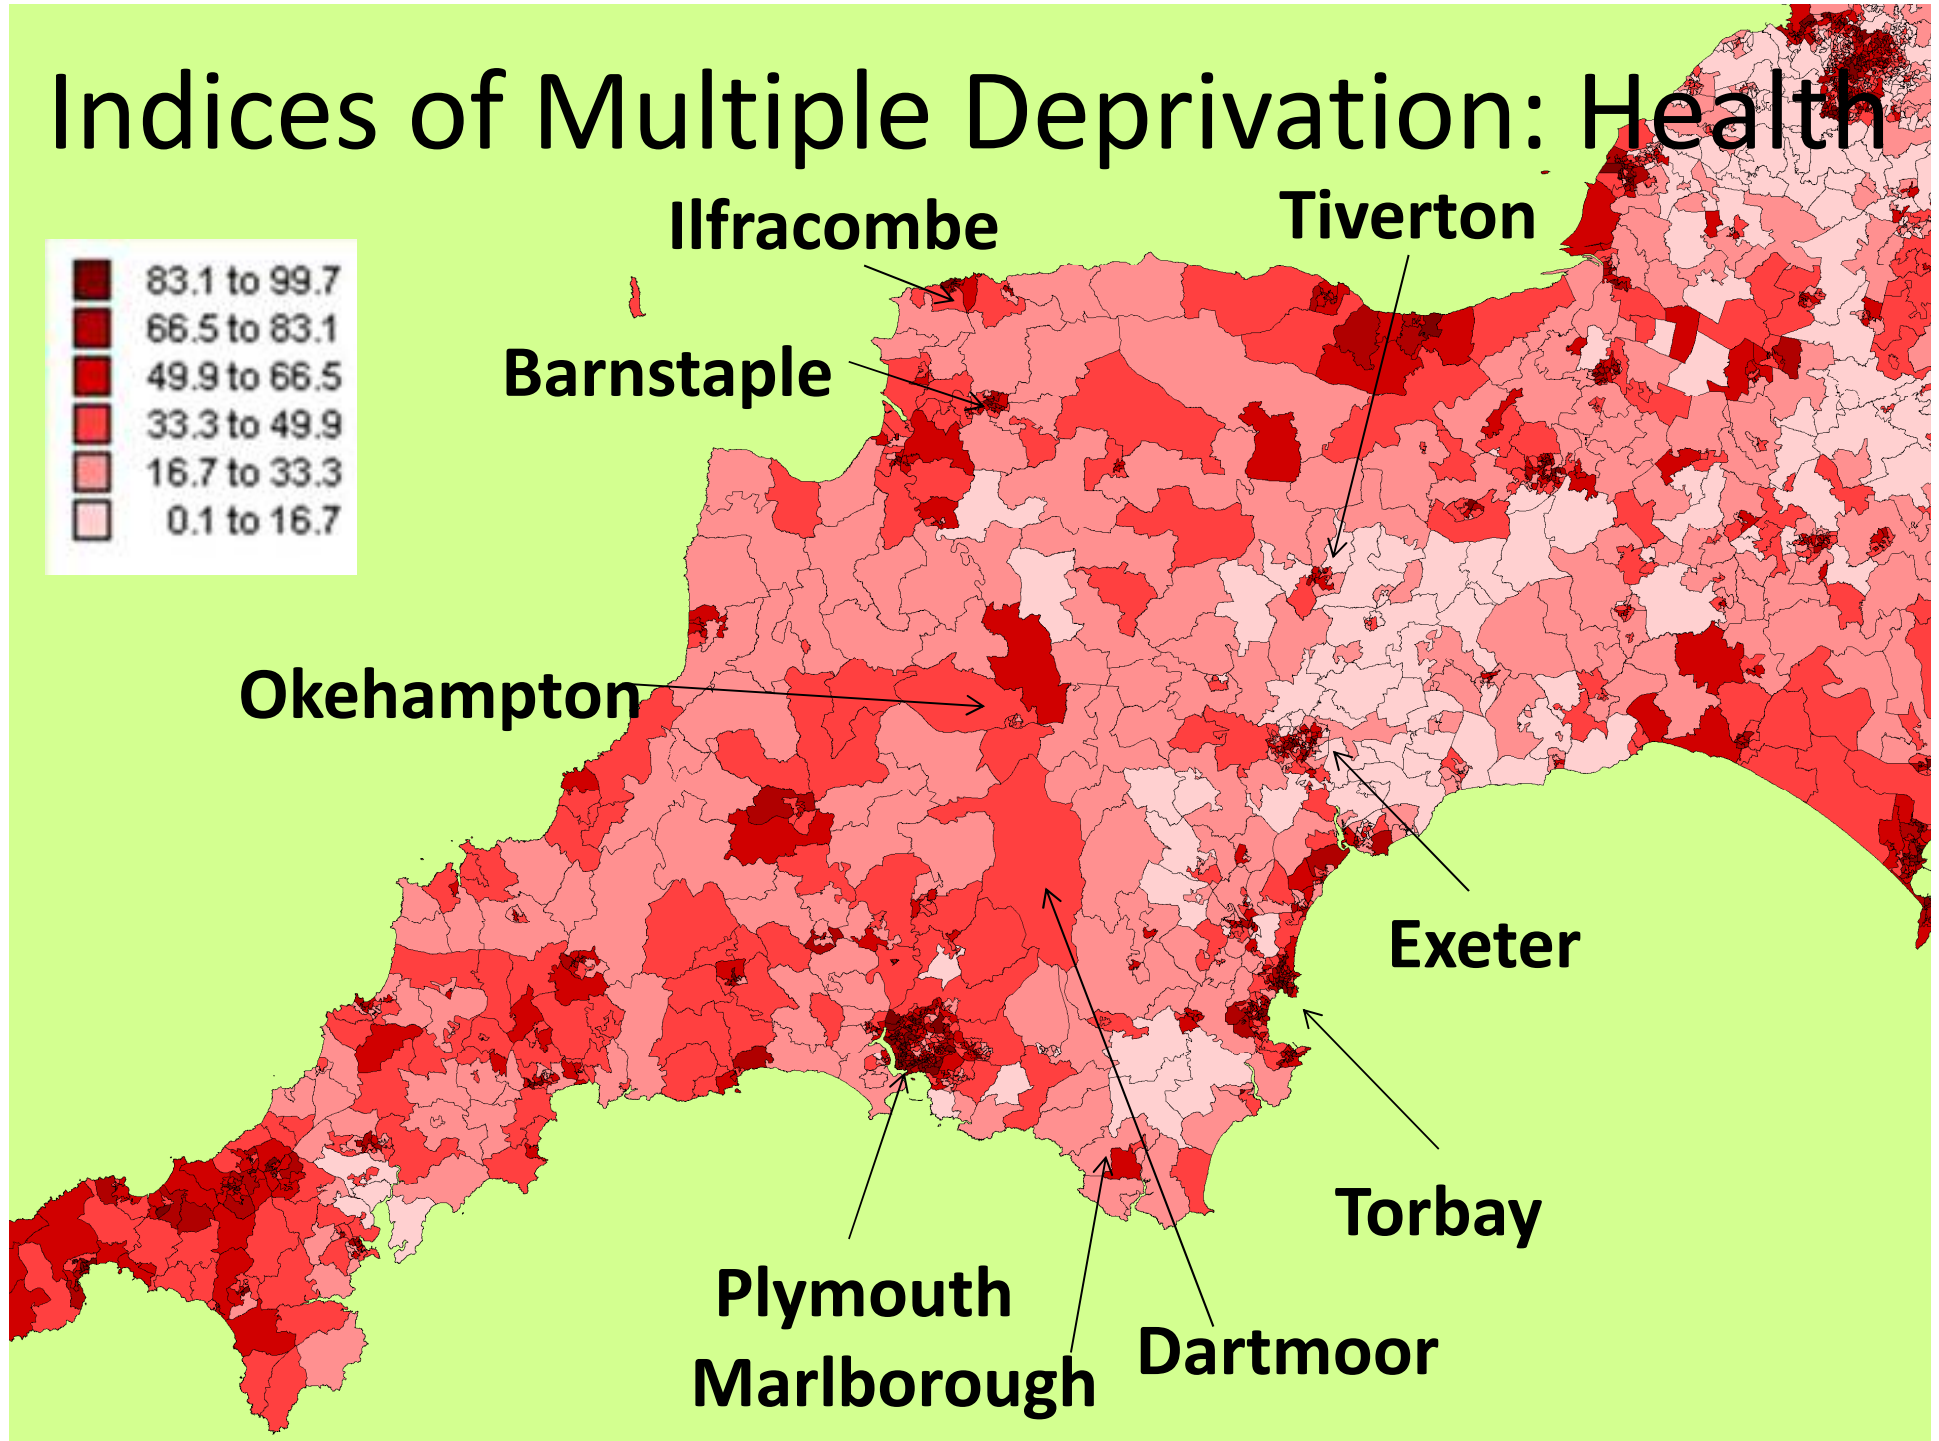 Indices of Multiple Deprivation: Health
Ilfracombe
Tiverton
83.1 to 99.7
66.5 to 83.1
49.9 to 66.5
33.3 to 49.9
16.7 to 33.3
0.1 to 16.7
Barnstaple
Okehampton
Exeter
Torbay
Plymouth
Dartmoor
Marlborough